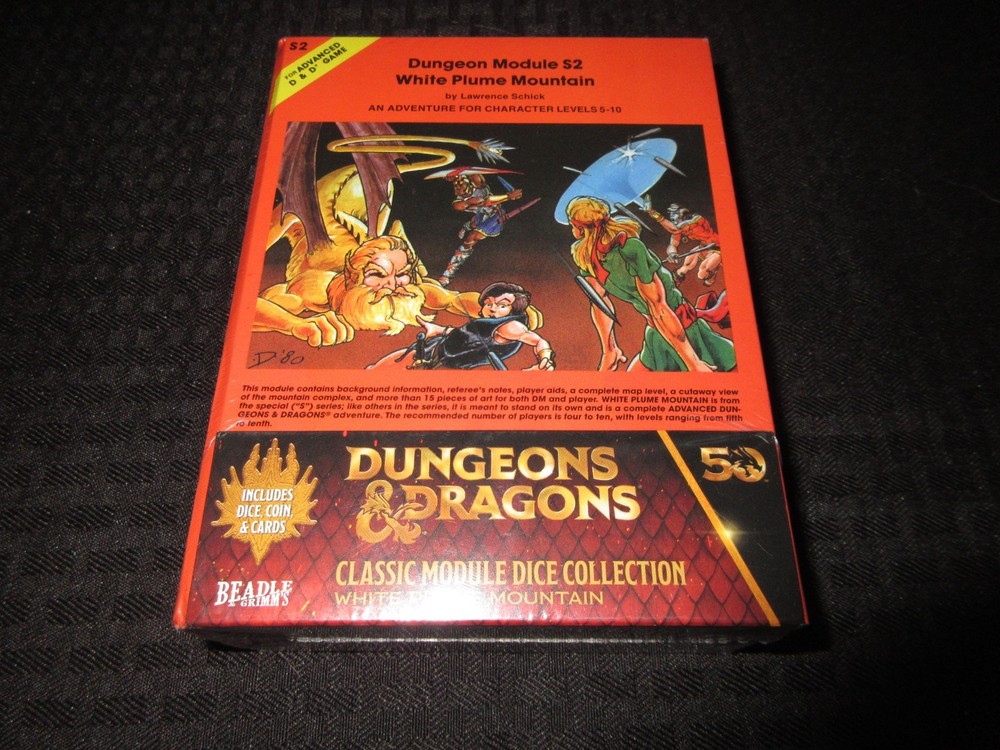 S2
FOR ADVANCED
D & D® GAME
Dungeon Module S2
White Plume Mountain
by Lawrence Schick
AN ADVENTURE FOR CHARACTER LEVELS 5-10
D '80
This module contains background information, referee's notes, player aids, a complete map level, a cutaway view
of the mountain complex, and more than 15 pieces of art for both DM and player. WHITE PLUME MOUNTAIN is from
the special ("S") series; like others in the series, it is meant to stand on its own and is a complete ADVANCED DUN-
GEONS & DRAGONS® adventure. The recommended number of players is four to ten, with levels ranging from fifth
to tenth.
INCLUDES
DICE, COIN,
& CARDS
DUNGEONS
& DRAGONS
50
CLASSIC MODULE DICE COLLECTION
WHITE PLUME MOUNTAIN
BEADLE
& GRIMM'S